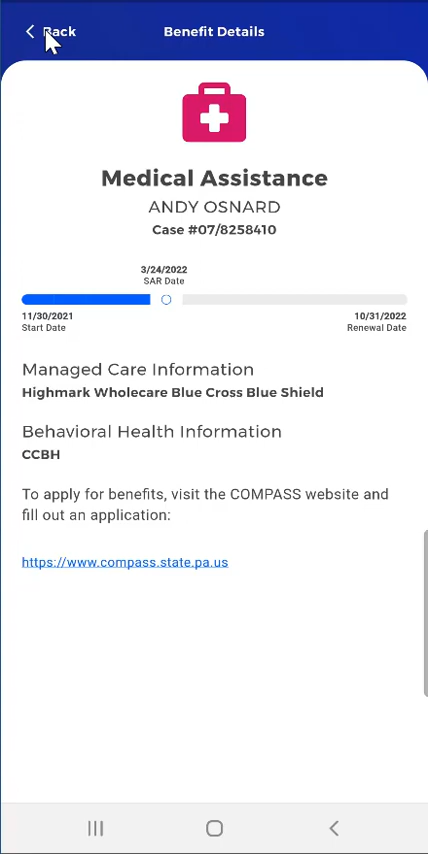 Back
Benefit Details
Medical Assistance
ANDY OSNARD
Case #07/8258410
3/24/2022
SAR Date
11/30/2021
Start Date
10/31/2022
Renewal Date
Managed Care Information
Highmark Wholecare Blue Cross Blue Shield
Behavioral Health Information
CCBH
To apply for benefits, visit the COMPASS website and
fill out an application:
https://www.compass.state.pa.us